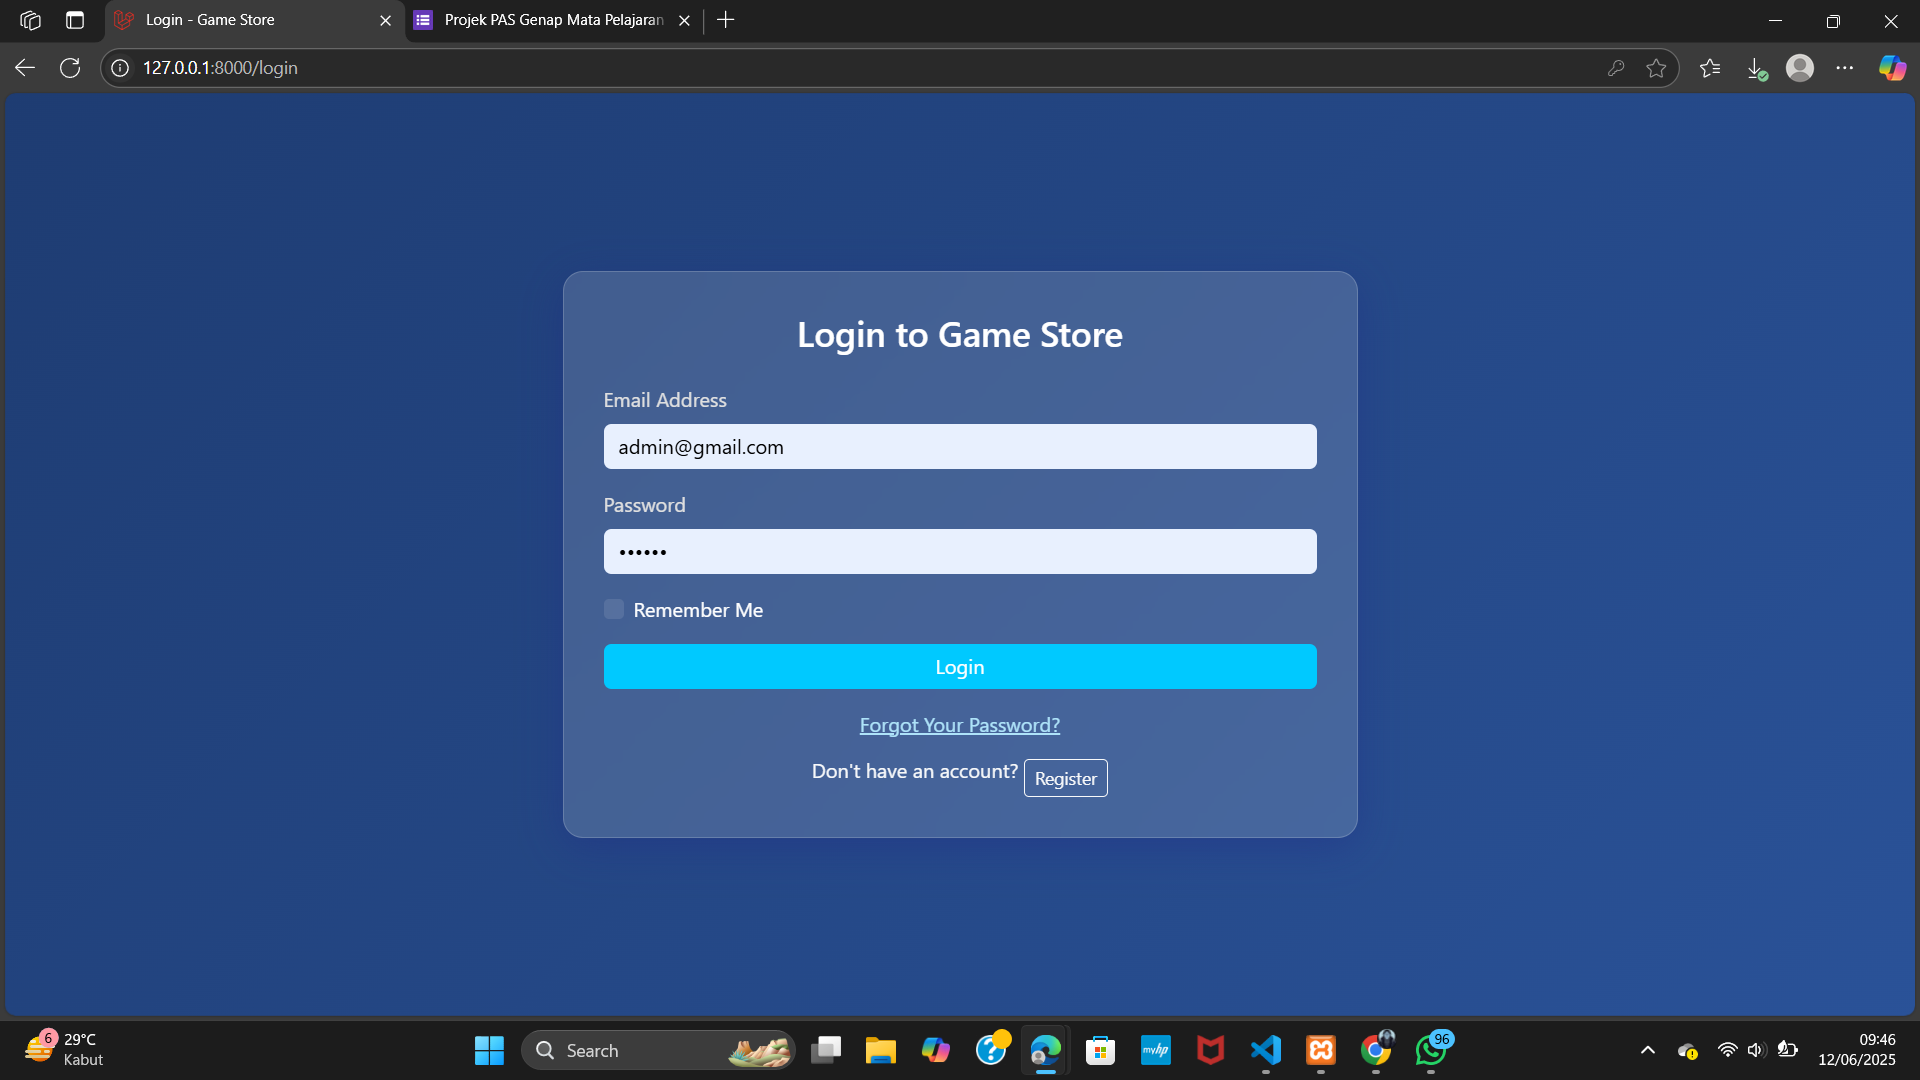 Login - Game Store
Projek PAS Genap Mata Pelajaran
127.0.0.1:8000/login
Login to Game Store
Email Address
admin@gmail.com
Password
••••••
Remember Me
Login
Forgot Your Password?
Don't have an account? Register
6
29°C
Kabut
Search
myhp
96
09:46
12/06/2025